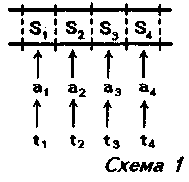 S₁ S₂ S₃ S₄
a₁ a₂ a₃ a₄
t₁ t₂ t₃ t₄
Схема 1